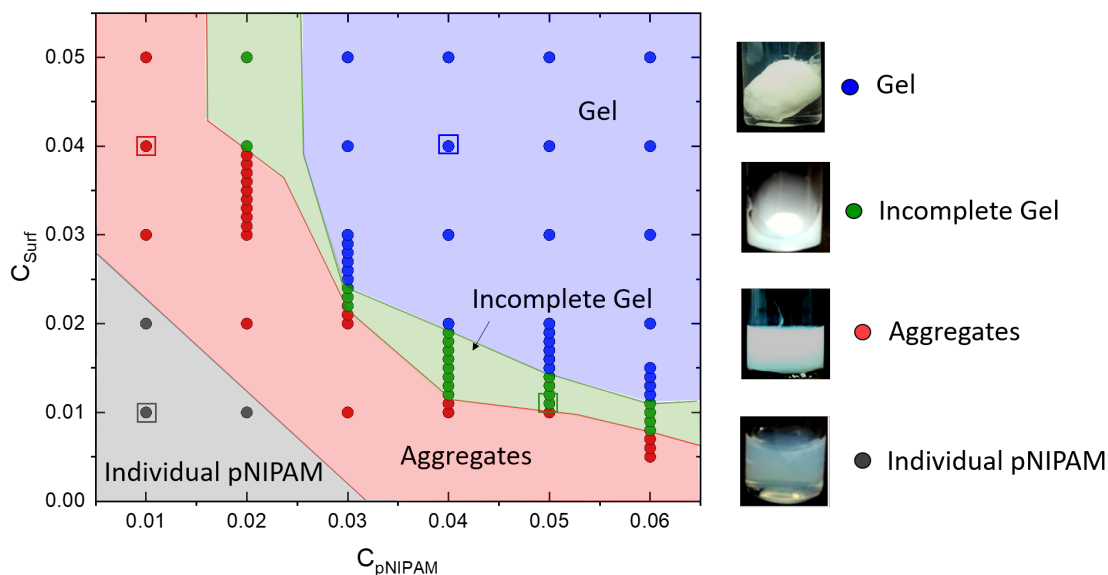 0.05
0.04
0.03
0.02
0.01
0.00
C_Surf
0.01
0.02
0.03
0.04
0.05
0.06
C_pNIPAM
Gel
Incomplete Gel
Aggregates
Individual pNIPAM
Gel
Incomplete Gel
Aggregates
Individual pNIPAM